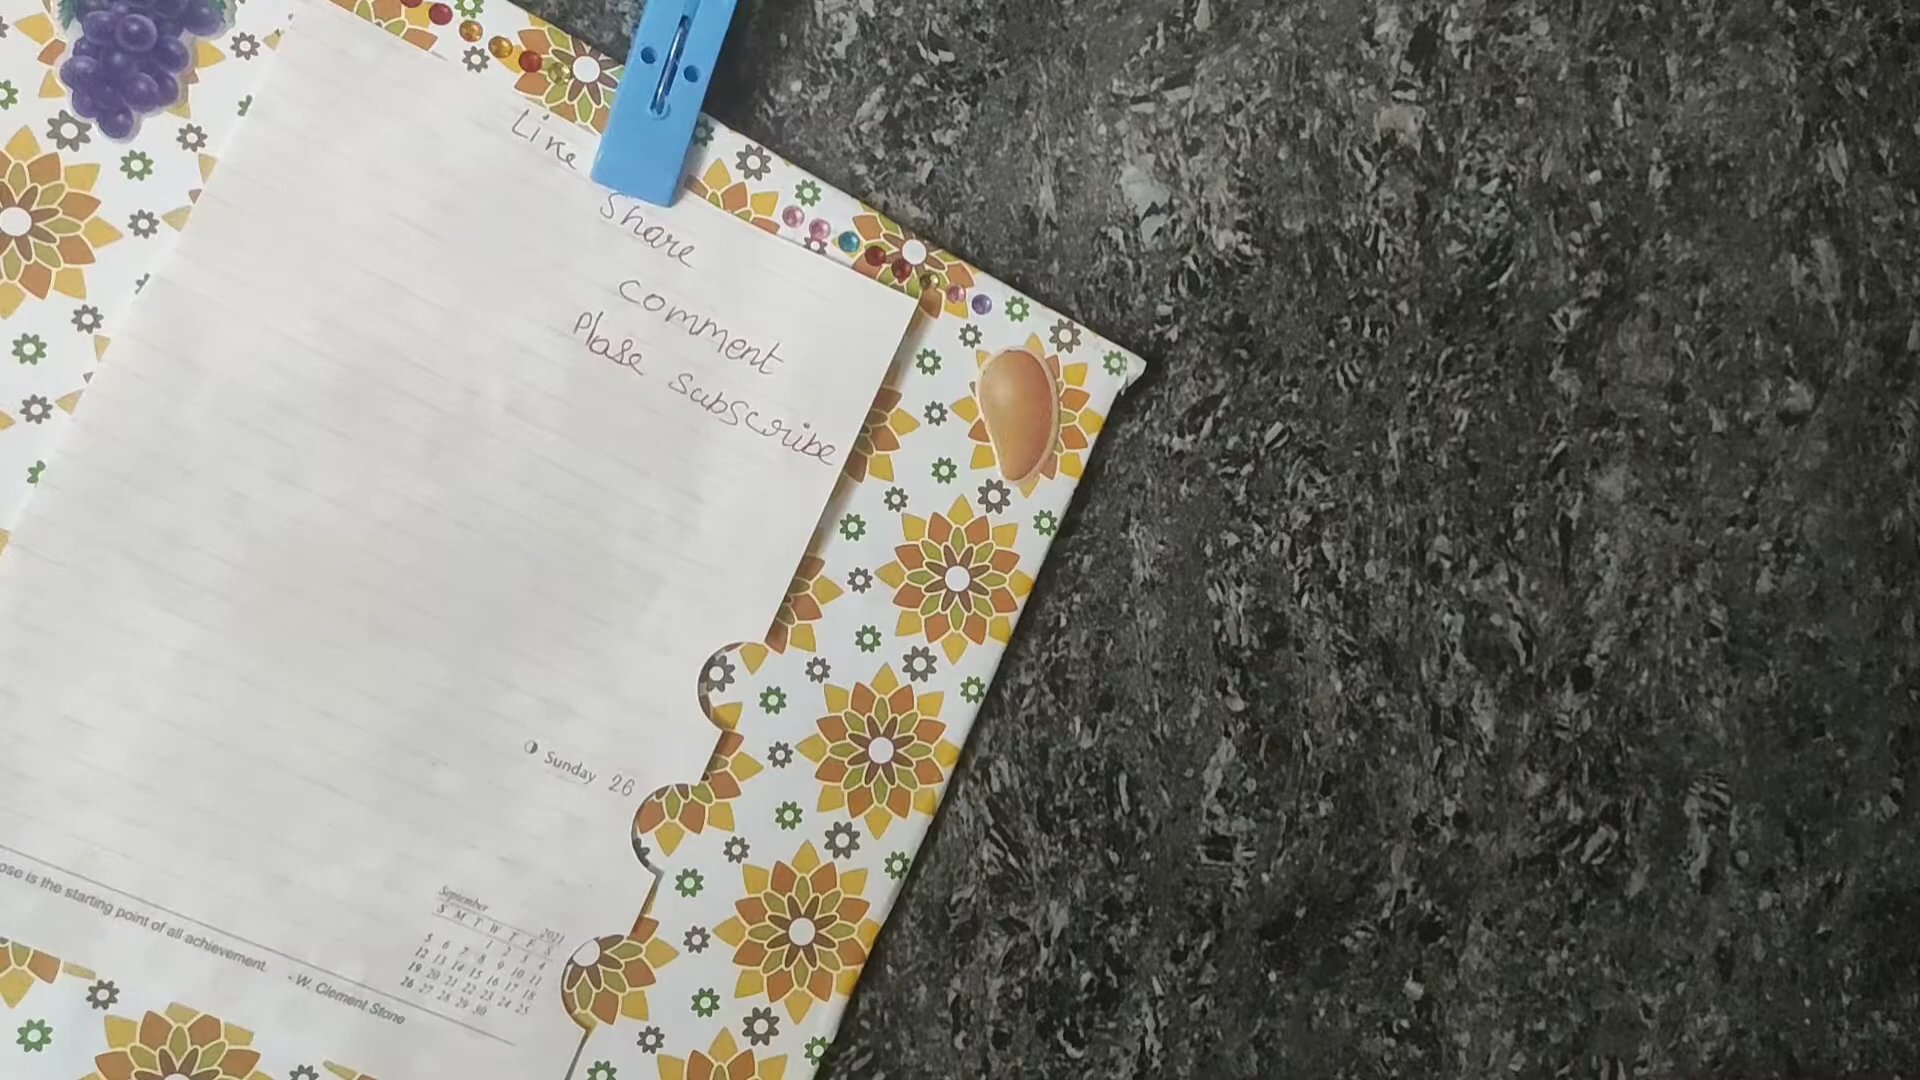 Like
Share
comment
Plase subscribe
Sunday 26
ose is the starting point of all achievement. - W. Clement Stone
September 2021
S M T W T F S
1 2 3 4
5 6 7 8 9 10 11
12 13 14 15 16 17 18
19 20 21 22 23 24 25
26 27 28 29 30